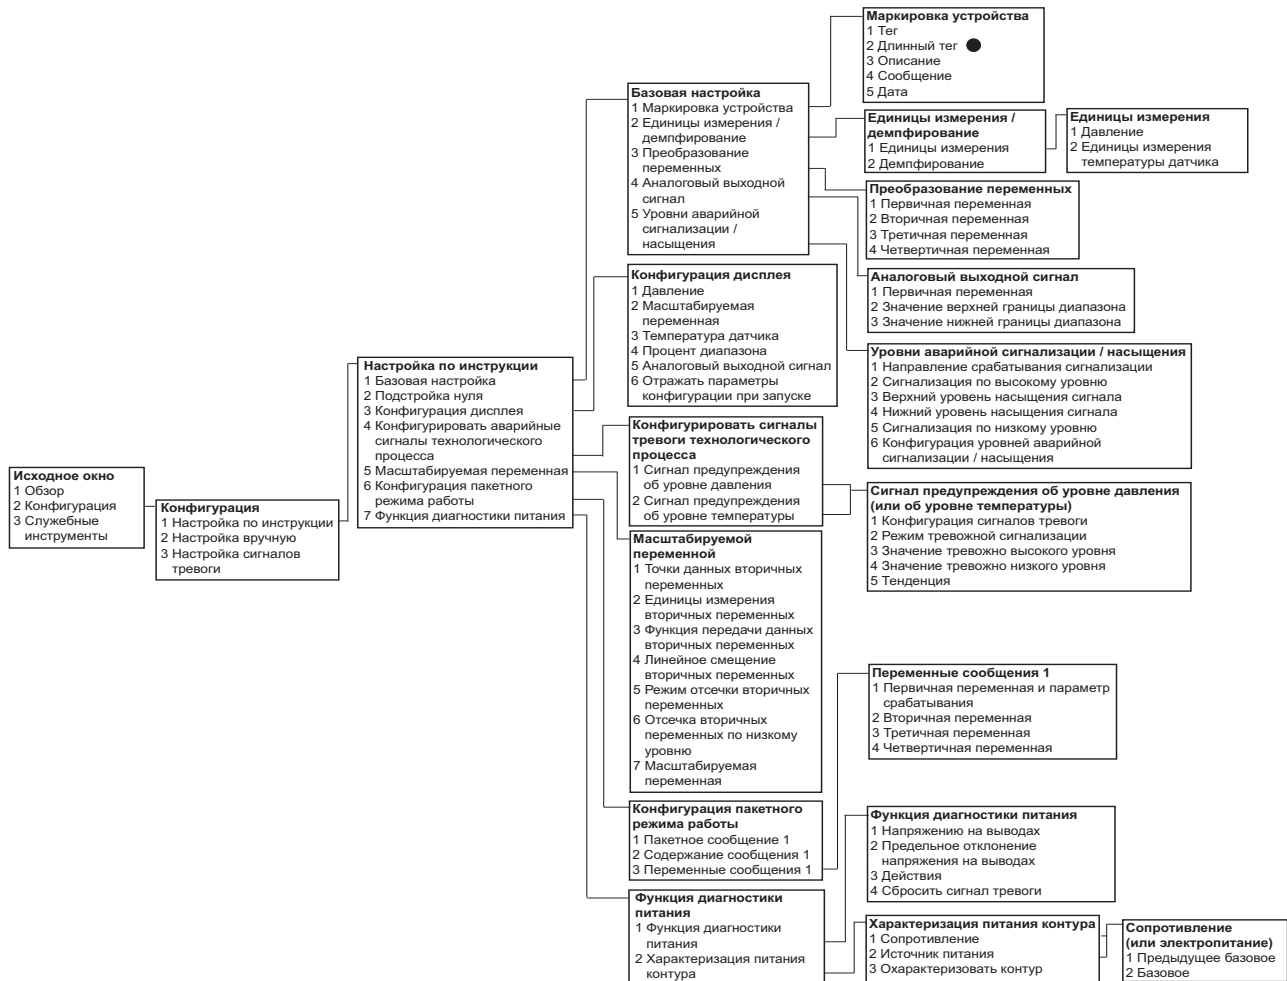 Исходное окно
1 Обзор
2 Конфигурация
3 Служебные
инструменты
Конфигурация
1 Настройка по инструкции
2 Настройка вручную
3 Настройка сигналов
тревоги
Настройка по инструкции
1 Базовая настройка
2 Подстройка нуля
3 Конфигурация дисплея
4 Конфигурировать аварийные
сигналы технологического
процесса
5 Масштабируемая переменная
6 Конфигурация пакетного
режима работы
7 Функция диагностики питания
Базовая настройка
1 Маркировка устройства
2 Единицы измерения /
демпфирование
3 Преобразование
переменных
4 Аналоговый выходной
сигнал
5 Уровни аварийной
сигнализации /
насыщения
Конфигурация дисплея
1 Давление
2 Масштабируемая
переменная
3 Температура датчика
4 Процент диапазона
5 Аналоговый выходной сигнал
6 Отражать параметры
конфигурации при запуске
Конфигурировать сигналы
тревоги технологического
процесса
1 Сигнал предупреждения
об уровне давления
2 Сигнал предупреждения
об уровне температуры
Масштабируемой
переменной
1 Точки данных вторичных
переменных
2 Единицы измерения
вторичных переменных
3 Функция передачи данных
вторичных переменных
4 Линейное смещение
вторичных переменных
5 Режим отсечки вторичных
переменных
6 Отсечка вторичных
переменных по низкому
уровню
7 Масштабируемая
переменная
Конфигурация пакетного
режима работы
1 Пакетное сообщение 1
2 Содержание сообщения 1
3 Переменные сообщения 1
Функция диагностики
питания
1 Функция диагностики
питания
2 Характеризация питания
контура
Маркировка устройства
1 Тег
2 Длинный тег
3 Описание
4 Сообщение
5 Дата
Единицы измерения /
демпфирование
1 Единицы измерения
2 Демпфирование
Единицы измерения
1 Давление
2 Единицы измерения
температуры датчика
Преобразование переменных
1 Первичная переменная
2 Вторичная переменная
3 Третичная переменная
4 Четвертичная переменная
Аналоговый выходной сигнал
1 Первичная переменная
2 Значение верхней границы диапазона
3 Значение нижней границы диапазона
Уровни аварийной сигнализации / насыщения
1 Направление срабатывания сигнализации
2 Сигнализация по высокому уровню
3 Верхний уровень насыщения сигнала
4 Нижний уровень насыщения сигнала
5 Сигнализация по низкому уровню
6 Конфигурация уровней аварийной
сигнализации / насыщения
Сигнал предупреждения об уровне давления
(или об уровне температуры)
1 Конфигурация сигналов тревоги
2 Режим тревожной сигнализации
3 Значение тревожно высокого уровня
4 Значение тревожно низкого уровня
5 Тенденция
Переменные сообщения 1
1 Первичная переменная и параметр
срабатывания
2 Вторичная переменная
3 Третичная переменная
4 Четвертичная переменная
Функция диагностики питания
1 Напряжению на выводах
2 Предельное отклонение
напряжения на выводах
3 Действия
4 Сбросить сигнал тревоги
Характеризация питания контура
1 Сопротивление
2 Источник питания
3 Охарактеризовать контур
Сопротивление
(или электропитание)
1 Предыдущее базовое
2 Базовое